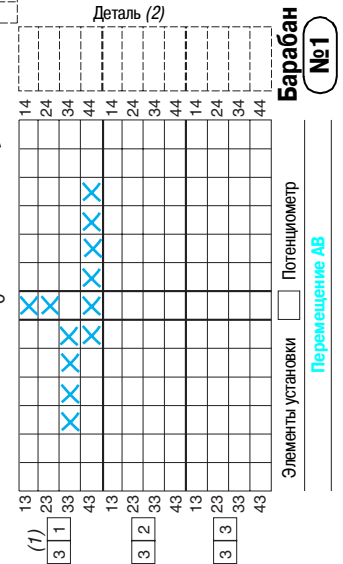 Деталь (2)
14 24 34 44 14 24 34 44 14 24 34 44
Барабан
№1
13 23 33 43 13 23 33 43 13 23 33 43
(1)
3 1
3 2
3 3
Элементы установки Потенциометр
Перемещение АВ